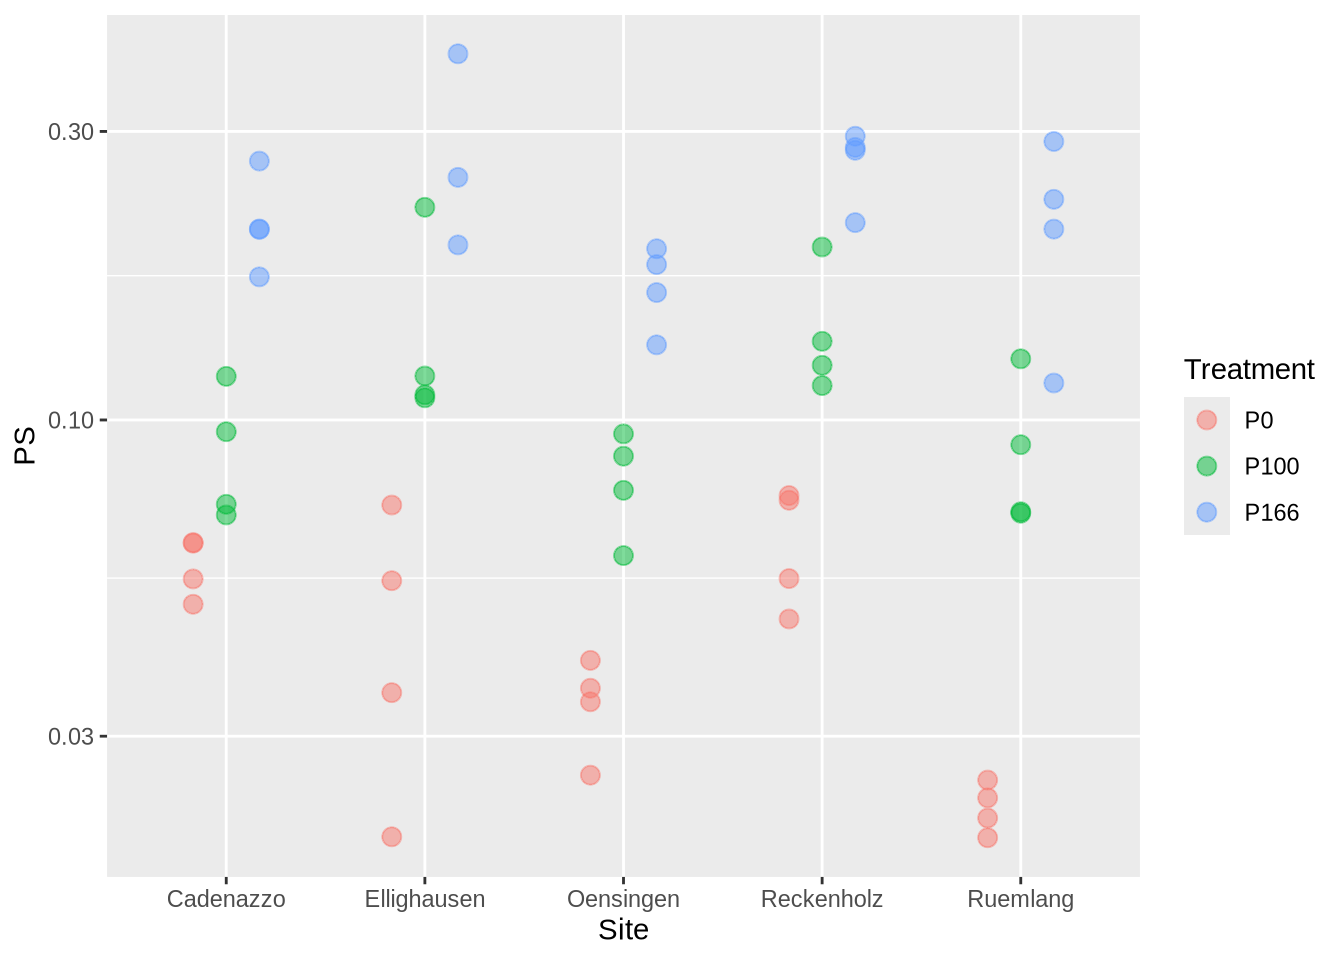 PS
0.30
0.10
0.03
Cadenazzo
Ellighausen
Oensingen
Reckenholz
Ruemlang
Site
Treatment
P0
P100
P166